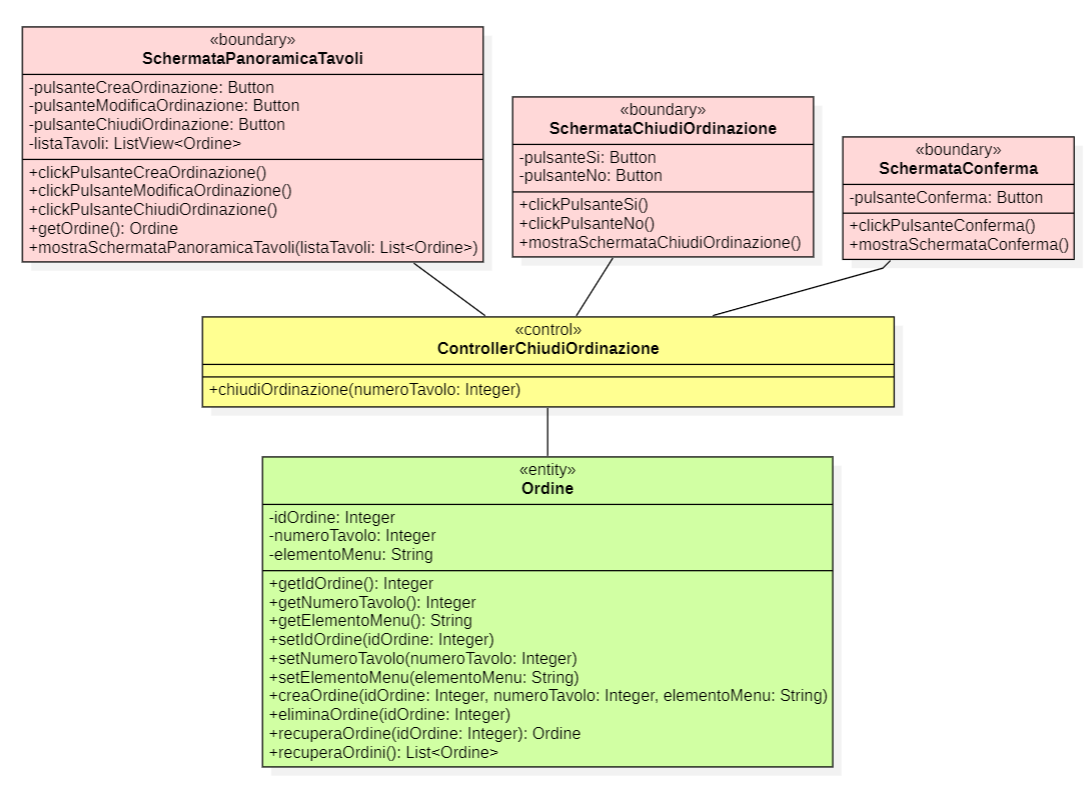 «boundary»
SchermataPanoramicaTavoli
-pulsanteCreaOrdinazione: Button
-pulsanteModificaOrdinazione: Button
-pulsanteChiudiOrdinazione: Button
-listaTavoli: ListView<Ordine>
+clickPulsanteCreaOrdinazione()
+clickPulsanteModificaOrdinazione()
+clickPulsanteChiudiOrdinazione()
+getOrdine(): Ordine
+mostraSchermataPanoramicaTavoli(listaTavoli: List<Ordine>)
«boundary»
SchermataChiudiOrdinazione
-pulsanteSi: Button
-pulsanteNo: Button
+clickPulsanteSi()
+clickPulsanteNo()
+mostraSchermataChiudiOrdinazione()
«boundary»
SchermataConferma
-pulsanteConferma: Button
+clickPulsanteConferma()
+mostraSchermataConferma()
«control»
ControllerChiudiOrdinazione
+chiudiOrdinazione(numeroTavolo: Integer)
«entity»
Ordine
-idOrdine: Integer
-numeroTavolo: Integer
-elementoMenu: String
+getIdOrdine(): Integer
+getNumeroTavolo(): Integer
+getElementoMenu(): String
+setIdOrdine(idOrdine: Integer)
+setNumeroTavolo(numeroTavolo: Integer)
+setElementoMenu(elementoMenu: String)
+creaOrdine(idOrdine: Integer, numeroTavolo: Integer, elementoMenu: String)
+eliminaOrdine(idOrdine: Integer)
+recuperaOrdine(idOrdine: Integer): Ordine
+recuperaOrdini(): List<Ordine>